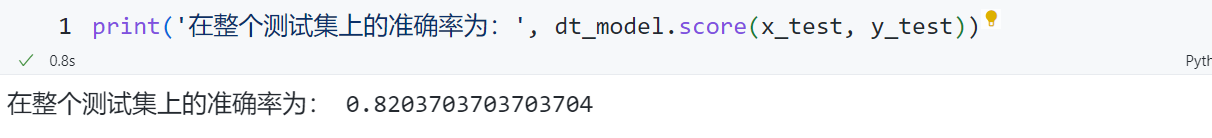 1 print('在整个测试集上的准确率为：', dt_model.score(x_test, y_test))
0.8s
Pyth
在整个测试集上的准确率为： 0.8203703703703704